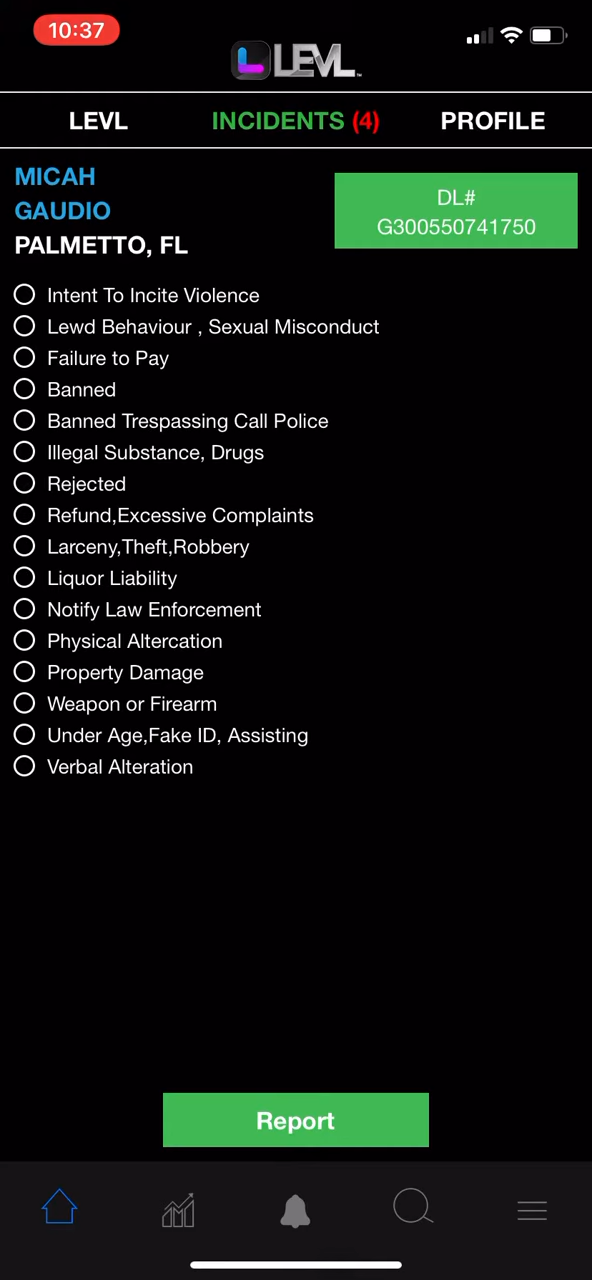 10:37
LEVL
LEVL INCIDENTS (4) PROFILE
MICAH
GAUDIO
PALMETTO, FL
DL#
G300550741750
Intent To Incite Violence
Lewd Behaviour , Sexual Misconduct
Failure to Pay
Banned
Banned Trespassing Call Police
Illegal Substance, Drugs
Rejected
Refund,Excessive Complaints
Larceny,Theft,Robbery
Liquor Liability
Notify Law Enforcement
Physical Altercation
Property Damage
Weapon or Firearm
Under Age,Fake ID, Assisting
Verbal Alteration
Report